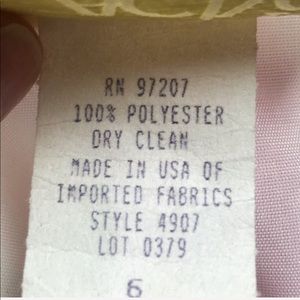 RN 97207
100% POLYESTER
DRY CLEAN
MADE IN USA OF
IMPORTED FABRICS
STYLE 4907
LOT 0379
6